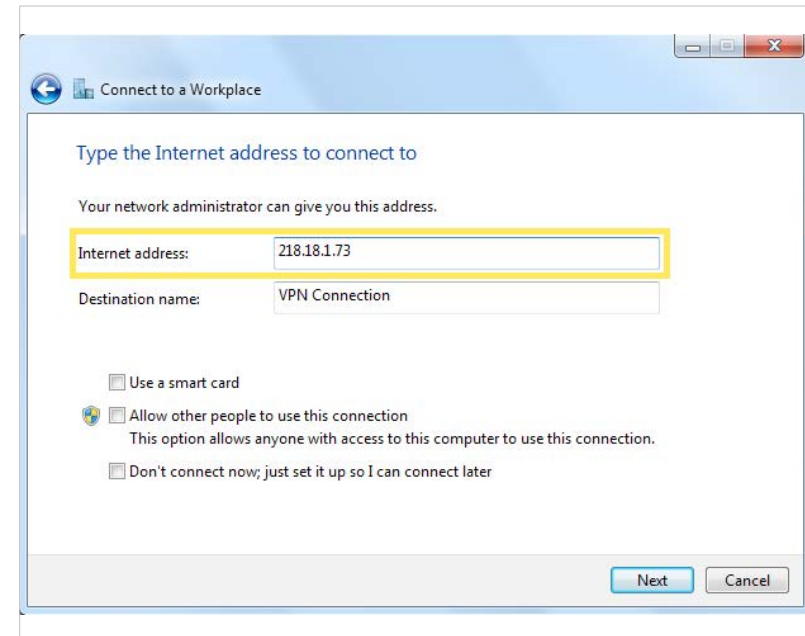 Connect to a Workplace
Type the Internet address to connect to
Your network administrator can give you this address.
Internet address: 218.18.1.73
Destination name: VPN Connection
Use a smart card
Allow other people to use this connection
This option allows anyone with access to this computer to use this connection.
Don't connect now; just set it up so I can connect later
Next Cancel